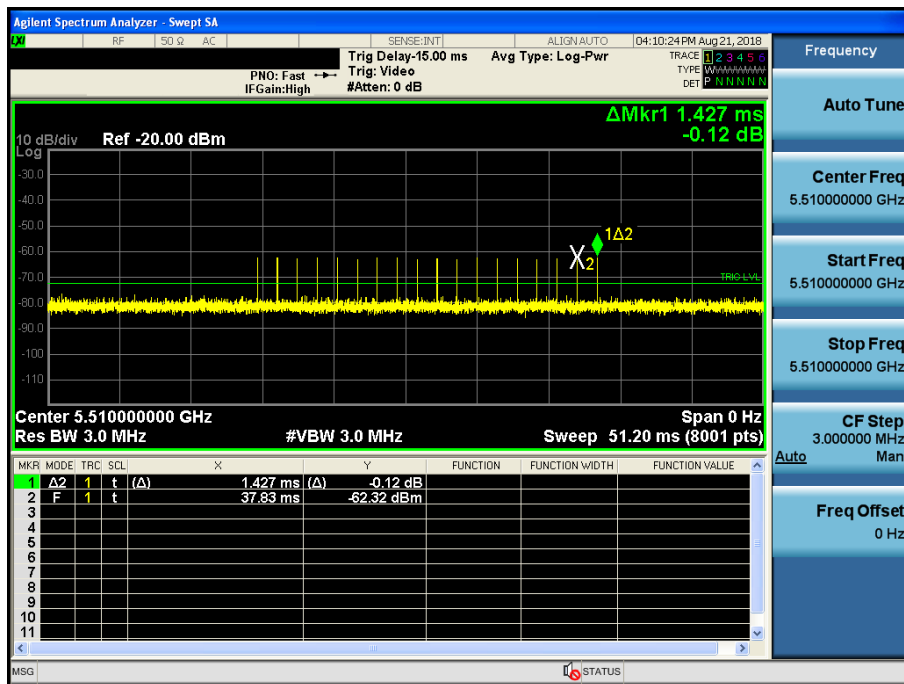 Agilent Spectrum Analyzer - Swept SA
LXI RF 50 Ω AC SENSE:INT ALIGN AUTO 04:10:24 PM Aug 21, 2018
Trig Delay-15.00 ms Avg Type: Log-Pwr TRACE 1 2 3 4 5 6
PNO: Fast Trig: Video TYPE WWWWWW
IFGain:High #Atten: 0 dB DET P N N N N N
ΔMkr1 1.427 ms
-0.12 dB
10 dB/div Ref -20.00 dBm
Log
-30.0
-40.0
-50.0
-60.0
-70.0
-80.0
-90.0
-100
-110
1Δ2
X2
TRIG LVL
Center 5.510000000 GHz Span 0 Hz
Res BW 3.0 MHz #VBW 3.0 MHz Sweep 51.20 ms (8001 pts)
MKR MODE TRC SCL X Y FUNCTION FUNCTION WIDTH FUNCTION VALUE
1 Δ2 1 t (Δ) 1.427 ms (Δ) -0.12 dB
2 F 1 t 37.83 ms -62.32 dBm
3
4
5
6
7
8
9
10
11
MSG STATUS
Frequency
Auto Tune
Center Freq
5.510000000 GHz
Start Freq
5.510000000 GHz
Stop Freq
5.510000000 GHz
CF Step
3.000000 MHz
Auto Man
Freq Offset
0 Hz